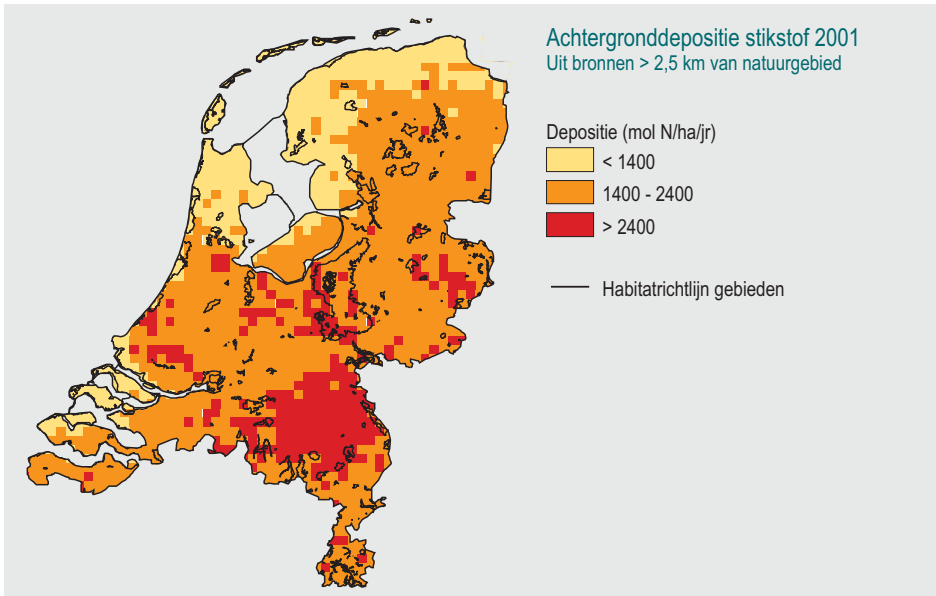 Achtergronddepositie stikstof 2001
Uit bronnen > 2,5 km van natuurgebied
Depositie (mol N/ha/jr)
< 1400
1400 - 2400
> 2400
Habitatrichtlijn gebieden